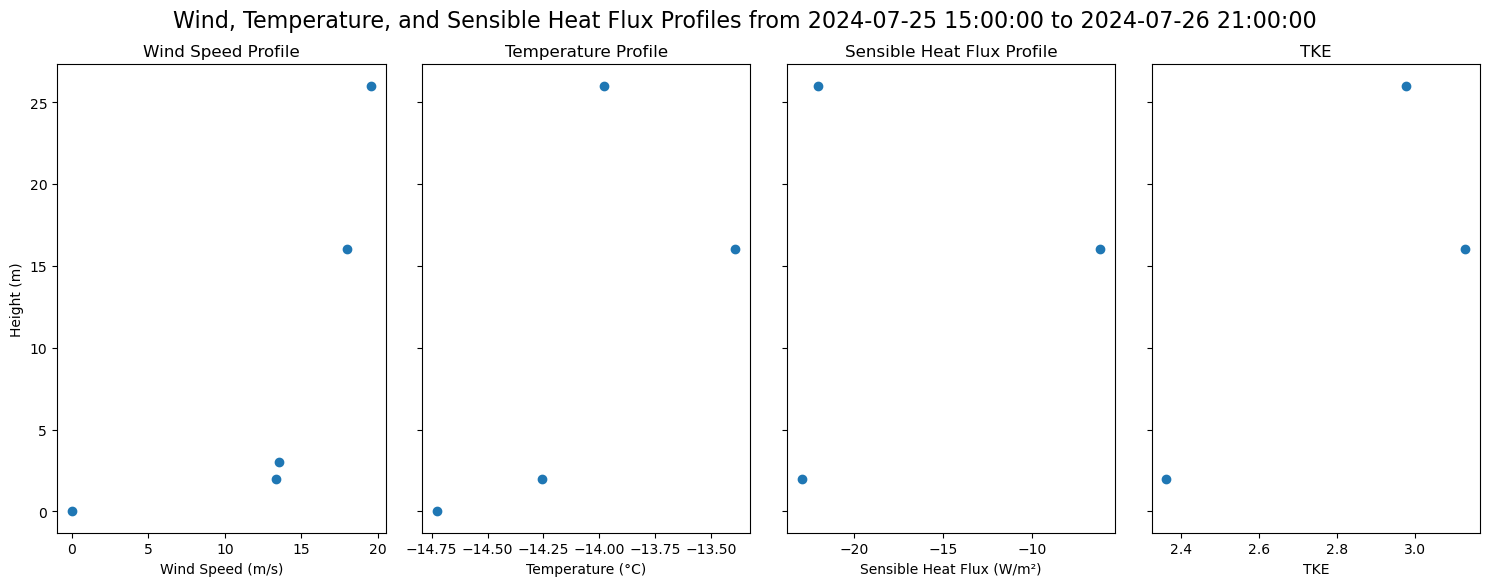 Wind, Temperature, and Sensible Heat Flux Profiles from 2024-07-25 15:00:00 to 2024-07-26 21:00:00
Wind Speed Profile
Temperature Profile
Sensible Heat Flux Profile
TKE
25
20
15
10
5
0
Height (m)
0 5 10 15 20
−14.75 −14.50 −14.25 −14.00 −13.75 −13.50
−20 −15 −10
2.4 2.6 2.8 3.0
Wind Speed (m/s)
Temperature (°C)
Sensible Heat Flux (W/m²)
TKE